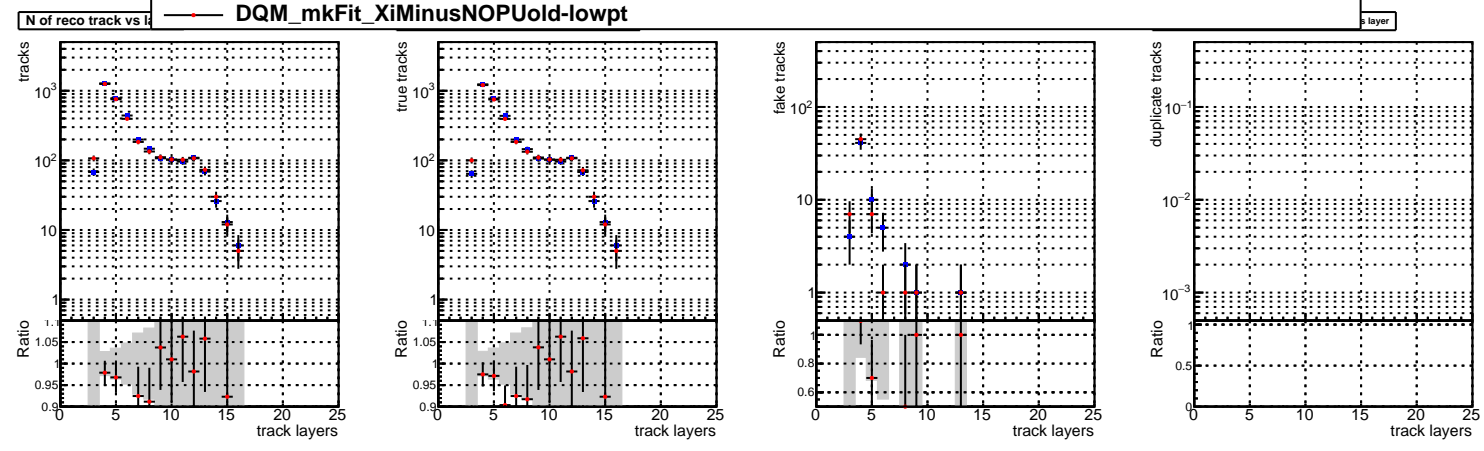 DQM_mkFit_XiMinusNOPUold-lowpt
N of reco track vs la
s layer
tracks
10³
10²
10
1
Ratio
1.1
1.05
1
0.95
0.9
0 5 10 15 20 25
track layers
true tracks
10³
10²
10
1
Ratio
1.1
1.05
1
0.95
0.9
0 5 10 15 20 25
track layers
fake tracks
10²
10
1
Ratio
1
0.8
0.6
0 5 10 15 20 25
track layers
duplicate tracks
10⁻¹
10⁻²
10⁻³
Ratio
1
0.5
0
0 5 10 15 20 25
track layers